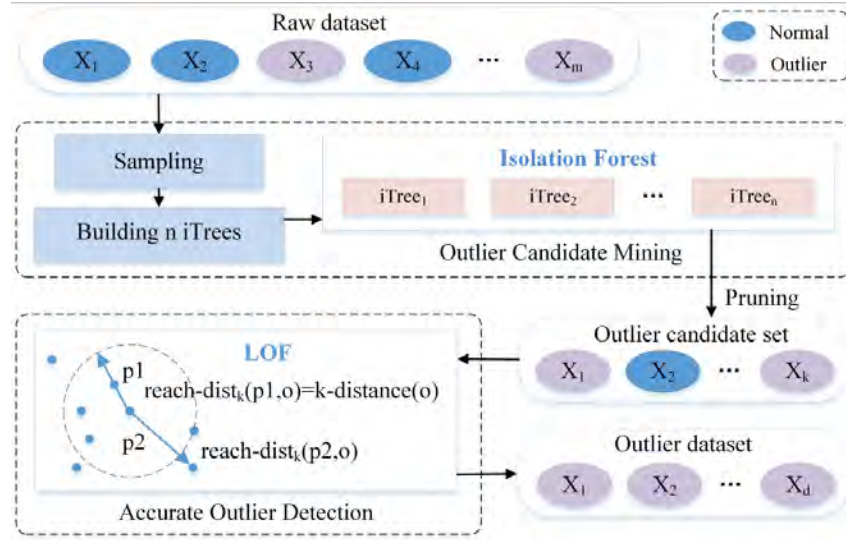 Raw dataset
X₁ X₂ X₃ X₄ ··· Xₘ
Normal
Outlier
Sampling
Building n iTrees
Isolation Forest
iTree₁ iTree₂ ··· iTreeₙ
Outlier Candidate Mining
Pruning
Outlier candidate set
X₁ X₂ ··· Xₖ
LOF
p1
reach-distₖ(p1,o)=k-distance(o)
p2
reach-distₖ(p2,o)
Accurate Outlier Detection
Outlier dataset
X₁ X₂ ··· X_d